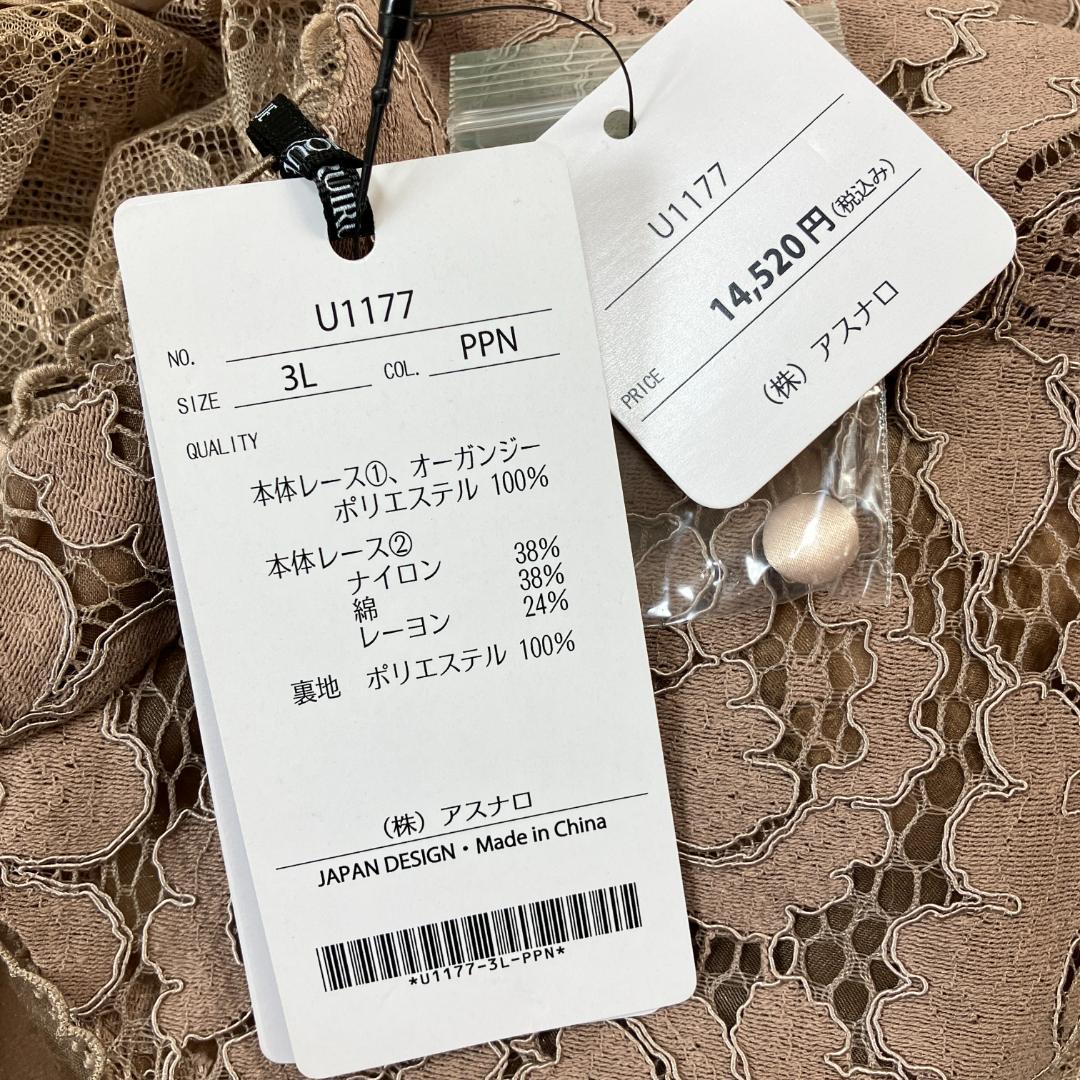 U1177
14,520円(税込み)
PRICE
(株) アスナロ
NO. U1177
SIZE 3L COL. PPN
QUALITY
本体レース①、オーガンジー
ポリエステル 100%
本体レース②
ナイロン 38%
綿 38%
レーヨン 24%
裏地 ポリエステル 100%
(株) アスナロ
JAPAN DESIGN・Made in China
*U1177-3L-PPN*